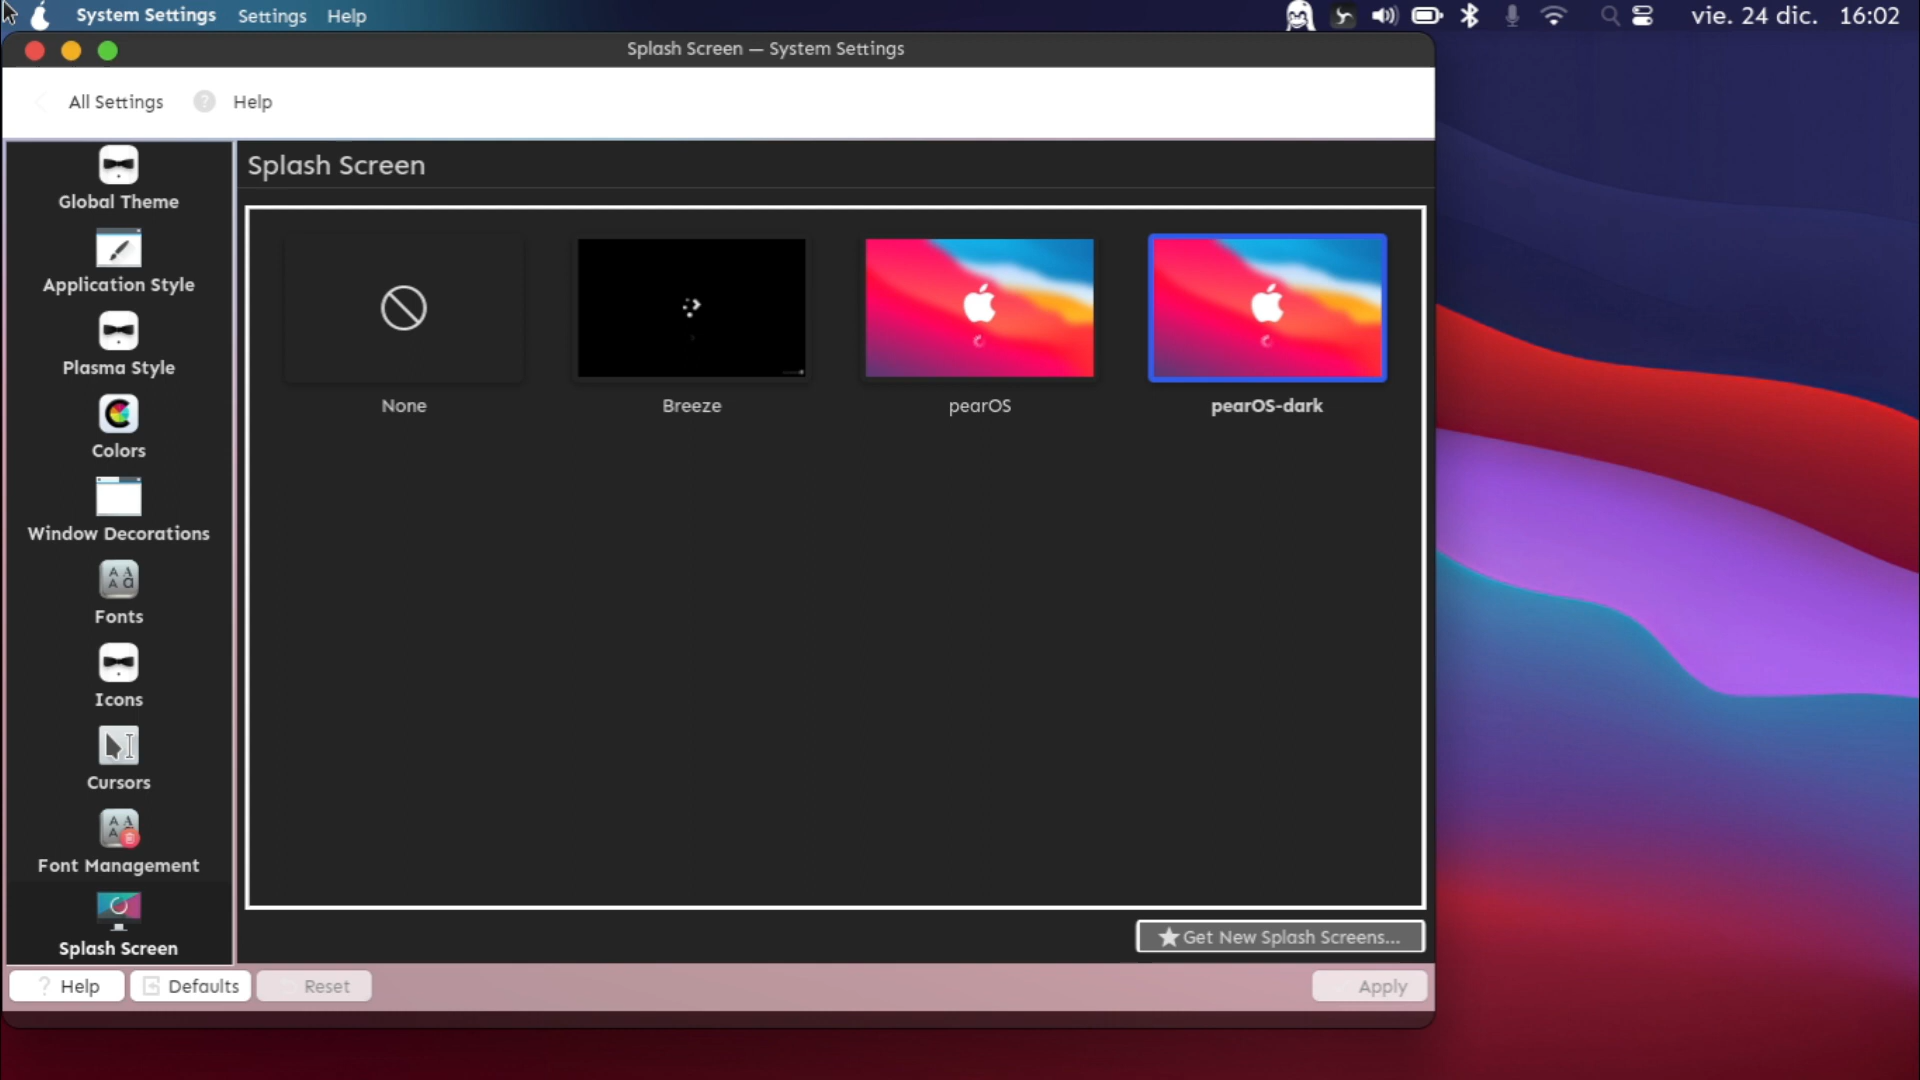 System Settings Settings Help vie. 24 dic. 16:02
Splash Screen — System Settings
All Settings ? Help
Global Theme
Application Style
Plasma Style
Colors
Window Decorations
Fonts
Icons
Cursors
Font Management
Splash Screen
Splash Screen
None Breeze pearOS pearOS-dark
Get New Splash Screens...
? Help Defaults Reset Apply